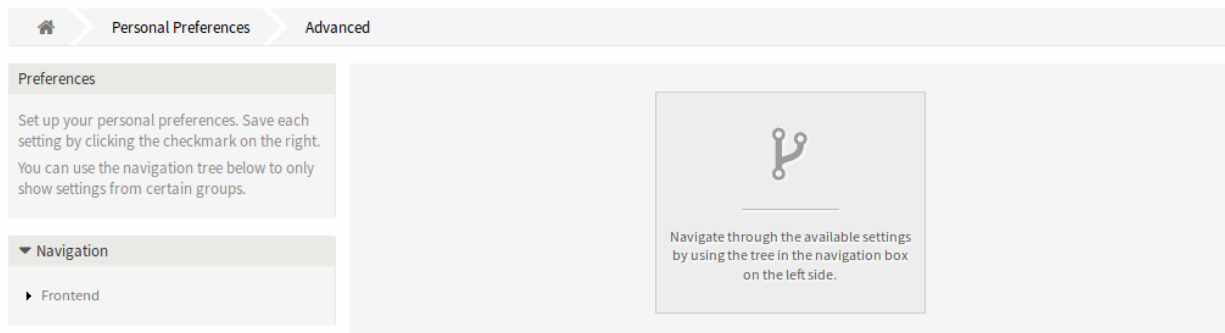 Personal Preferences
Advanced
Preferences
Set up your personal preferences. Save each
setting by clicking the checkmark on the right.
You can use the navigation tree below to only
show settings from certain groups.
Navigation
Frontend
Navigate through the available settings
by using the tree in the navigation box
on the left side.